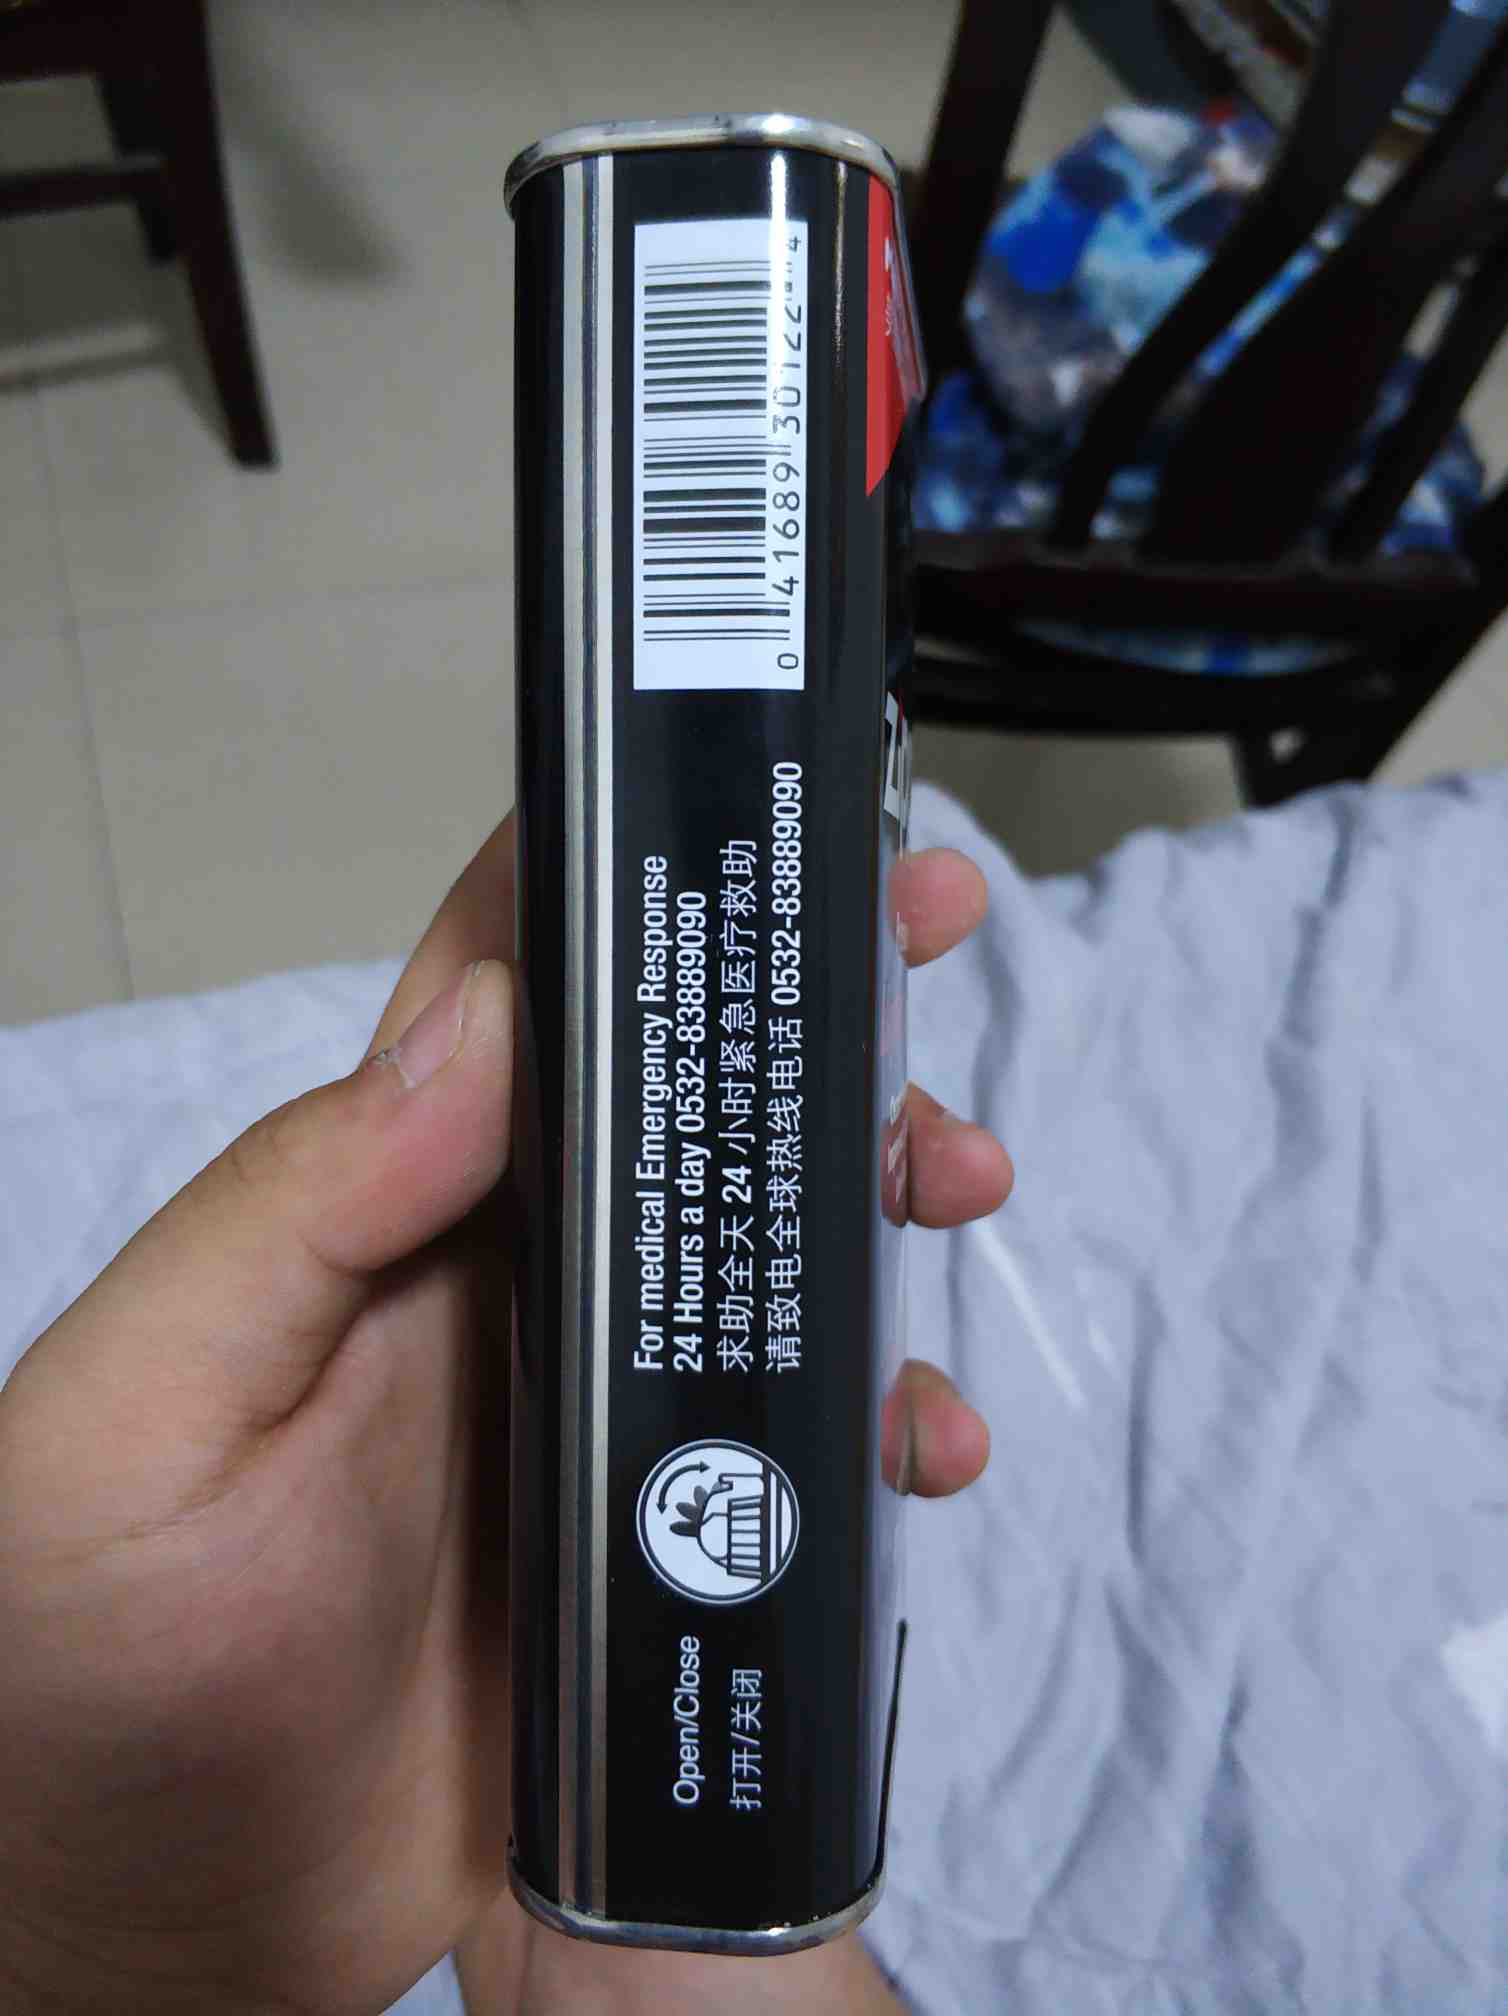 For medical Emergency Response
24 Hours a day 0532-83889090
求助全天 24 小时紧急医疗救助
请致电全球热线电话 0532-83889090
Open/Close
打开/关闭
0 41689 30122 4